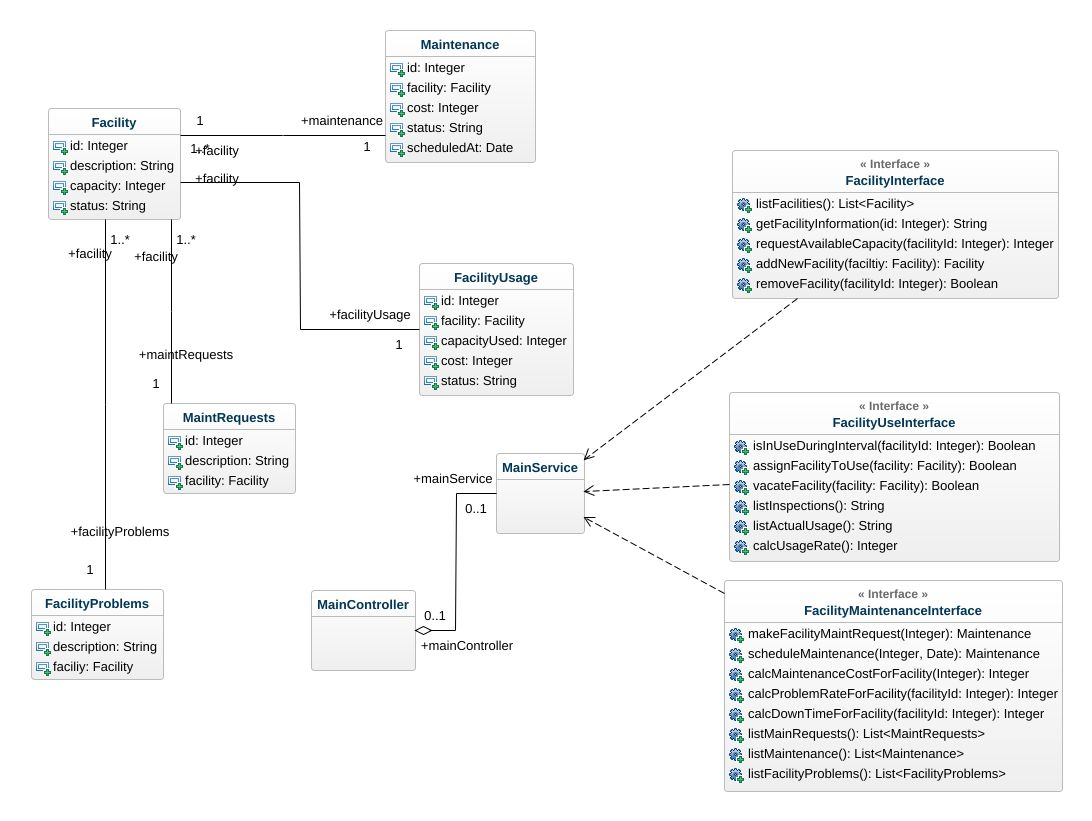 Maintenance
id: Integer
facility: Facility
cost: Integer
status: String
scheduledAt: Date
Facility
id: Integer
description: String
capacity: Integer
status: String
1
+maintenance
1..*
+facility
1
+facility
« Interface »
FacilityInterface
listFacilities(): List<Facility>
getFacilityInformation(id: Integer): String
requestAvailableCapacity(facilityId: Integer): Integer
addNewFacility(faciltiy: Facility): Facility
removeFacility(facilityId: Integer): Boolean
1..*
+facility
1..*
+facility
FacilityUsage
id: Integer
facility: Facility
capacityUsed: Integer
cost: Integer
status: String
+facilityUsage
1
+maintRequests
1
MaintRequests
id: Integer
description: String
facility: Facility
« Interface »
FacilityUseInterface
isInUseDuringInterval(facilityId: Integer): Boolean
assignFacilityToUse(facility: Facility): Boolean
vacateFacility(facility: Facility): Boolean
listInspections(): String
listActualUsage(): String
calcUsageRate(): Integer
MainService
+mainService
0..1
+facilityProblems
1
FacilityProblems
id: Integer
description: String
faciliy: Facility
MainController
0..1
+mainController
« Interface »
FacilityMaintenanceInterface
makeFacilityMaintRequest(Integer): Maintenance
scheduleMaintenance(Integer, Date): Maintenance
calcMaintenanceCostForFacility(Integer): Integer
calcProblemRateForFacility(facilityId: Integer): Integer
calcDownTimeForFacility(facilityId: Integer): Integer
listMainRequests(): List<MaintRequests>
listMaintenance(): List<Maintenance>
listFacilityProblems(): List<FacilityProblems>